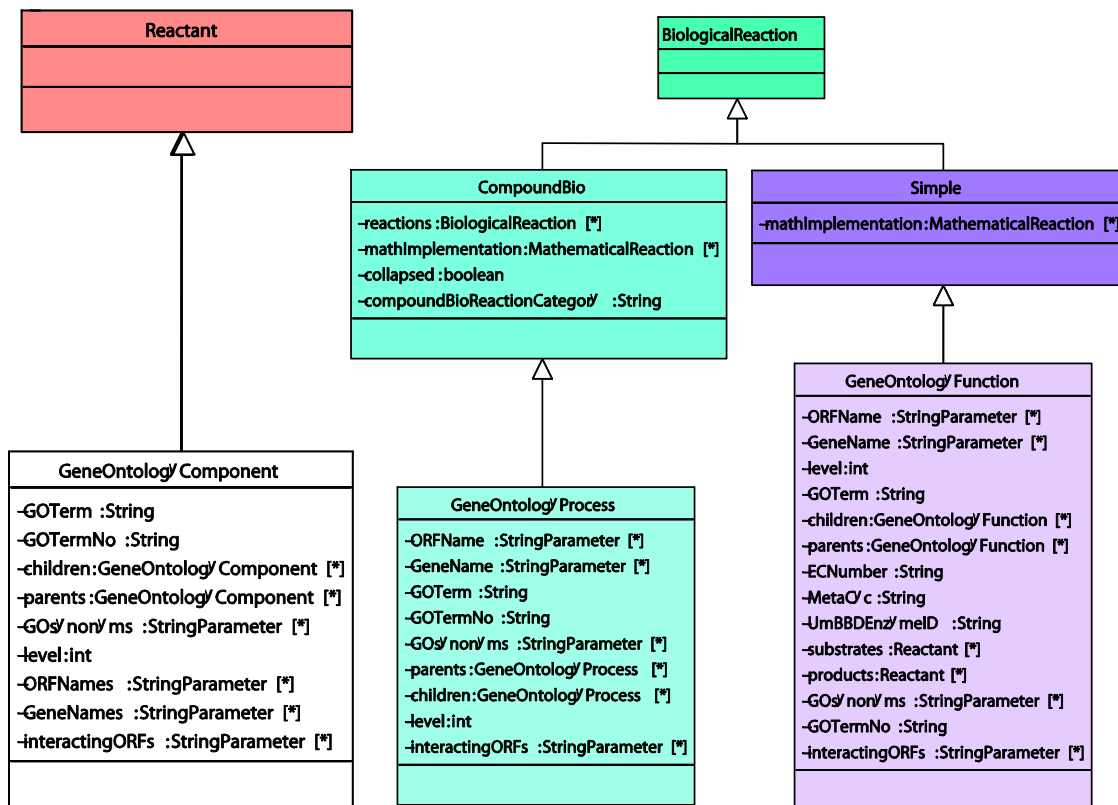 Reactant
BiologicalReaction
CompoundBio
-reactions :BiologicalReaction [*]
-mathImplementation:MathematicalReaction [*]
-collapsed :boolean
-compoundBioReactionCategory :String
Simple
-mathImplementation:MathematicalReaction [*]
GeneOntologyComponent
-GOTerm :String
-GOTermNo :String
-children:GeneOntologyComponent [*]
-parents :GeneOntologyComponent [*]
-GOsynonyms :StringParameter [*]
-level:int
-ORFNames :StringParameter [*]
-GeneNames :StringParameter [*]
-interactingORFs :StringParameter [*]
GeneOntologyProcess
-ORFName :StringParameter [*]
-GeneName :StringParameter [*]
-GOTerm :String
-GOTermNo :String
-GOsynonyms :StringParameter [*]
-parents :GeneOntologyProcess [*]
-children:GeneOntologyProcess [*]
-level:int
-interactingORFs :StringParameter [*]
GeneOntologyFunction
-ORFName :StringParameter [*]
-GeneName :StringParameter [*]
-level:int
-GOTerm :String
-children:GeneOntologyFunction [*]
-parents :GeneOntologyFunction [*]
-ECNumber :String
-MetaCyc :String
-UmBBDEnzymeID :String
-substrates :Reactant [*]
-products:Reactant [*]
-GOsynonyms :StringParameter [*]
-GOTermNo :String
-interactingORFs :StringParameter [*]